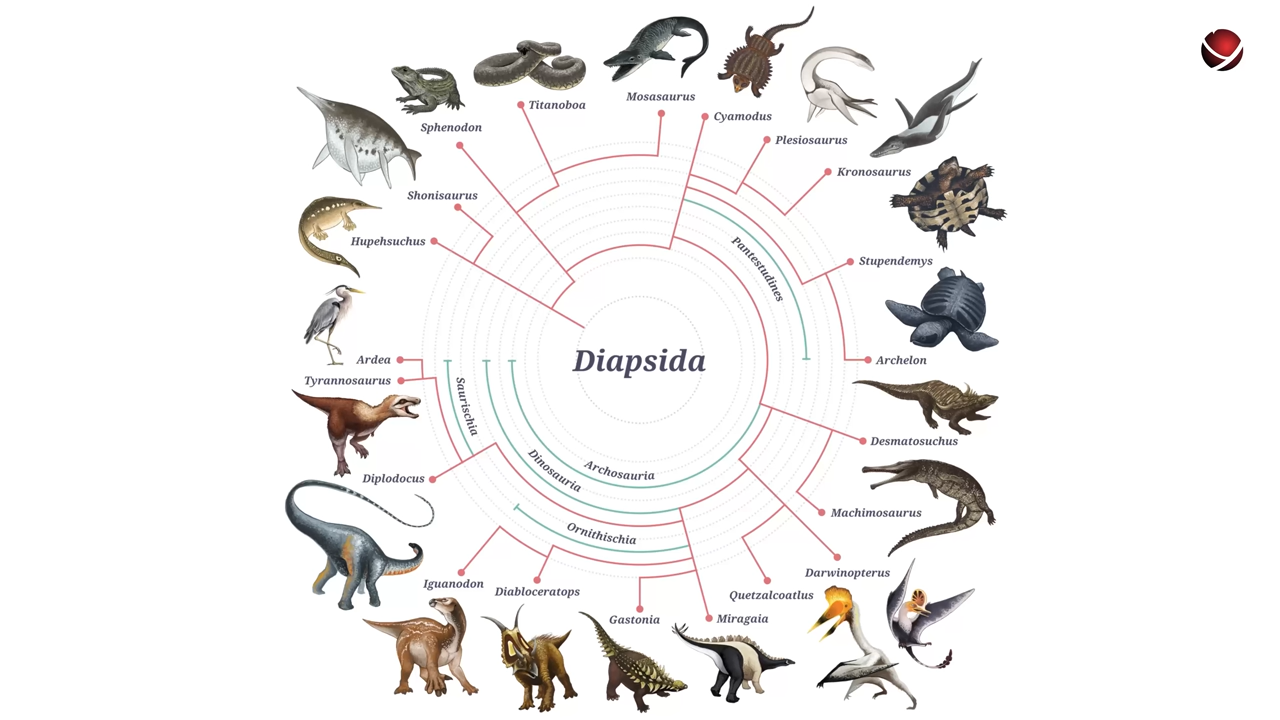 Titanoboa
Mosasaurus
Cyamodus
Sphenodon
Plesiosaurus
Kronosaurus
Shonisaurus
Hupehsuchus
Pantestudines
Stupendemys
Diapsida
Ardea
Archelon
Tyrannosaurus
Saurischia
Desmatosuchus
Diplodocus
Dinosauria
Archosauria
Machimosaurus
Ornithischia
Darwinopterus
Iguanodon
Diabloceratops
Quetzalcoatlus
Gastonia
Miragaia